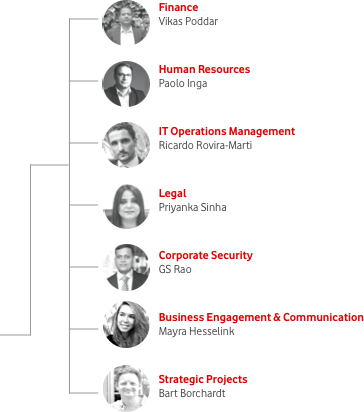 Finance
Vikas Poddar
Human Resources
Paolo Inga
IT Operations Management
Ricardo Rovira-Marti
Legal
Priyanka Sinha
Corporate Security
GS Rao
Business Engagement & Communication
Mayra Hesselink
Strategic Projects
Bart Borchardt